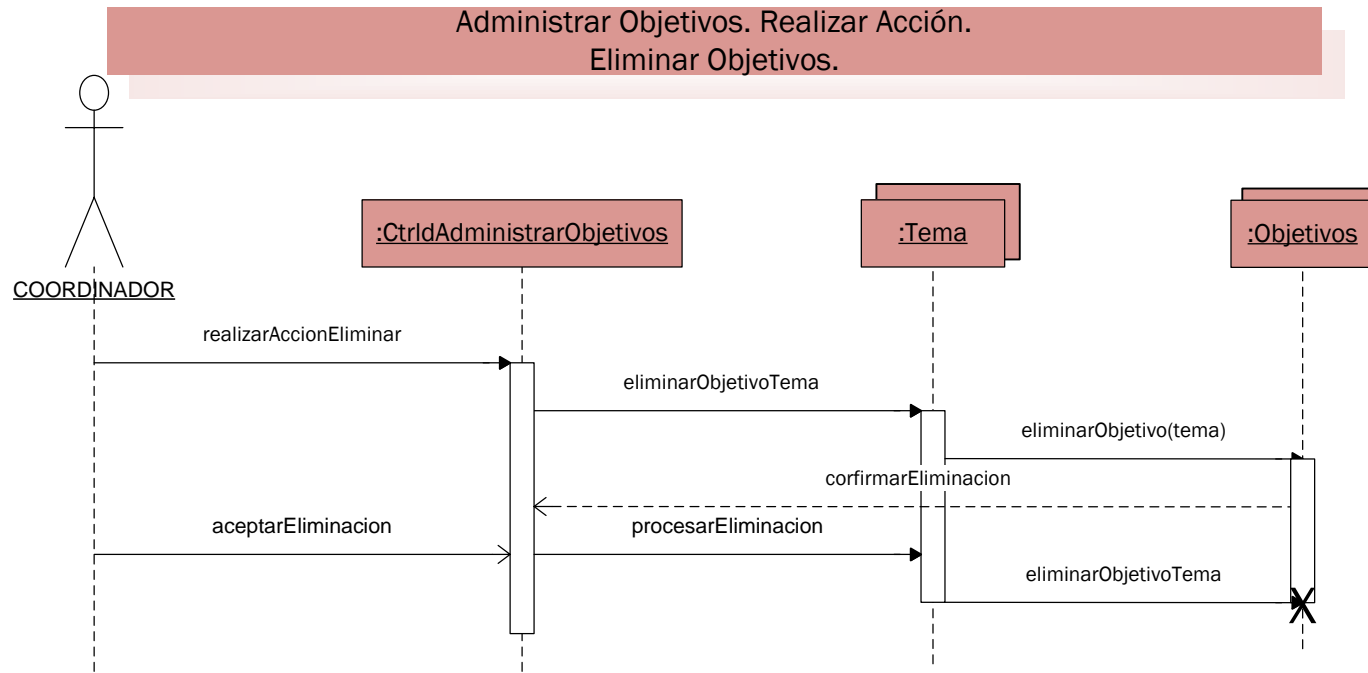 Administrar Objetivos. Realizar Acción.
Eliminar Objetivos.
:CtrldAdministrarObjetivos
:Tema
:Objetivos
COORDINADOR
realizarAccionEliminar
eliminarObjetivoTema
eliminarObjetivo(tema)
corfirmarEliminacion
aceptarEliminacion
procesarEliminacion
eliminarObjetivoTema